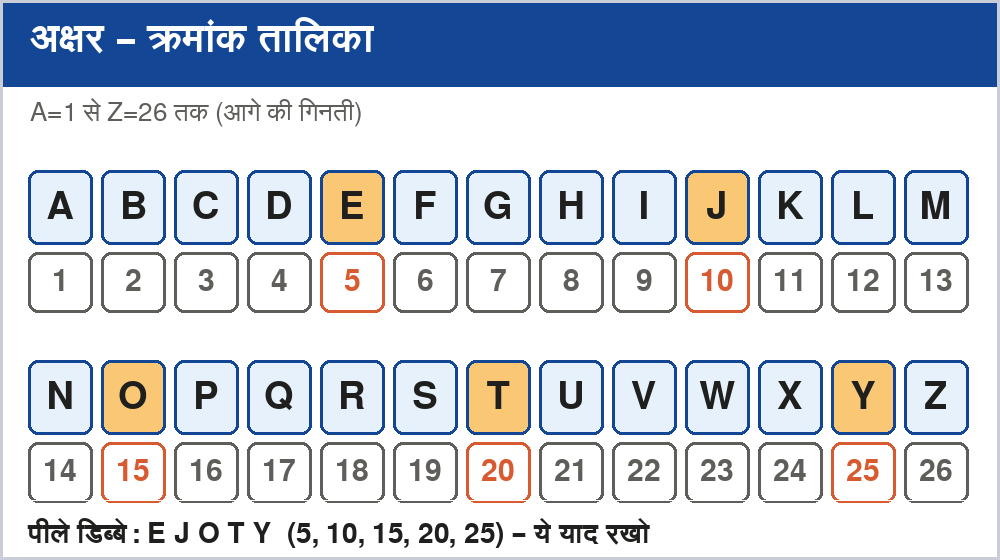 अक्षर – क्रमांक तालिका
A=1 से Z=26 तक (आगे की गिनती)
A B C D E F G H I J K L M
1 2 3 4 5 6 7 8 9 10 11 12 13
N O P Q R S T U V W X Y Z
14 15 16 17 18 19 20 21 22 23 24 25 26
पीले डिब्बे : E J O T Y (5, 10, 15, 20, 25) – ये याद रखो